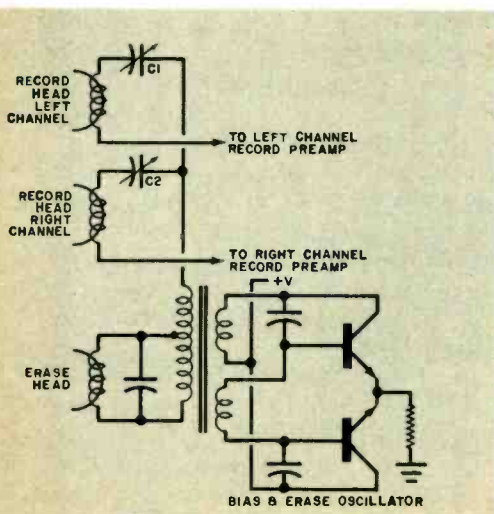 RECORD
HEAD
LEFT
CHANNEL
C1
TO LEFT CHANNEL
RECORD PREAMP
RECORD
HEAD
RIGHT
CHANNEL
C2
TO RIGHT CHANNEL
RECORD PREAMP
+V
ERASE
HEAD
BIAS & ERASE OSCILLATOR